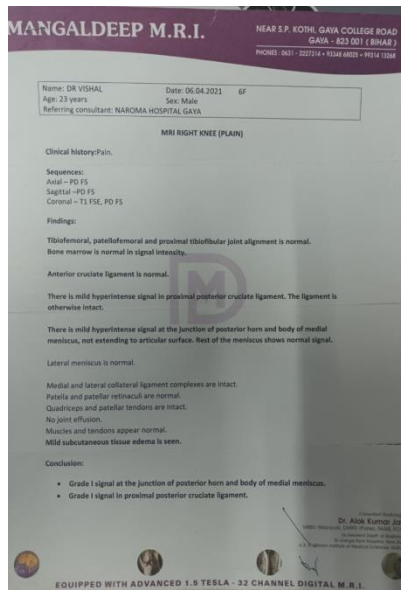 MANGALDEEP M.R.I.
NEAR S.P. KOTHI, GAYA COLLEGE ROAD
GAYA - 823 001 ( BIHAR )
PHONES : 0631 - 2227214 • 93348 68025 • 99314 13268
Name: DR VISHAL Date: 06.04.2021 6F
Age: 23 years Sex: Male
Referring consultant: NAROMA HOSPITAL GAYA
MRI RIGHT KNEE (PLAIN)
Clinical history:Pain.
Sequences:
Axial – PD FS
Sagittal –PD FS
Coronal – T1 FSE, PD FS
Findings:
Tibiofemoral, patellofemoral and proximal tibiofibular joint alignment is normal.
Bone marrow is normal in signal intensity.
Anterior cruciate ligament is normal.
There is mild hyperintense signal in proximal posterior cruciate ligament. The ligament is
otherwise intact.
There is mild hyperintense signal at the junction of posterior horn and body of medial
meniscus, not extending to articular surface. Rest of the meniscus shows normal signal.
Lateral meniscus is normal.
Medial and lateral collateral ligament complexes are intact.
Patella and patellar retinaculi are normal.
Quadriceps and patellar tendons are intact.
No joint effusion.
Muscles and tendons appear normal.
Mild subcutaneous tissue edema is seen.
Conclusion:
• Grade I signal at the junction of posterior horn and body of medial meniscus.
• Grade I signal in proximal posterior cruciate ligament.
Consultant
Dr. Alok Kumar
EQUIPPED WITH ADVANCED 1.5 TESLA - 32 CHANNEL DIGITAL M.R.I.